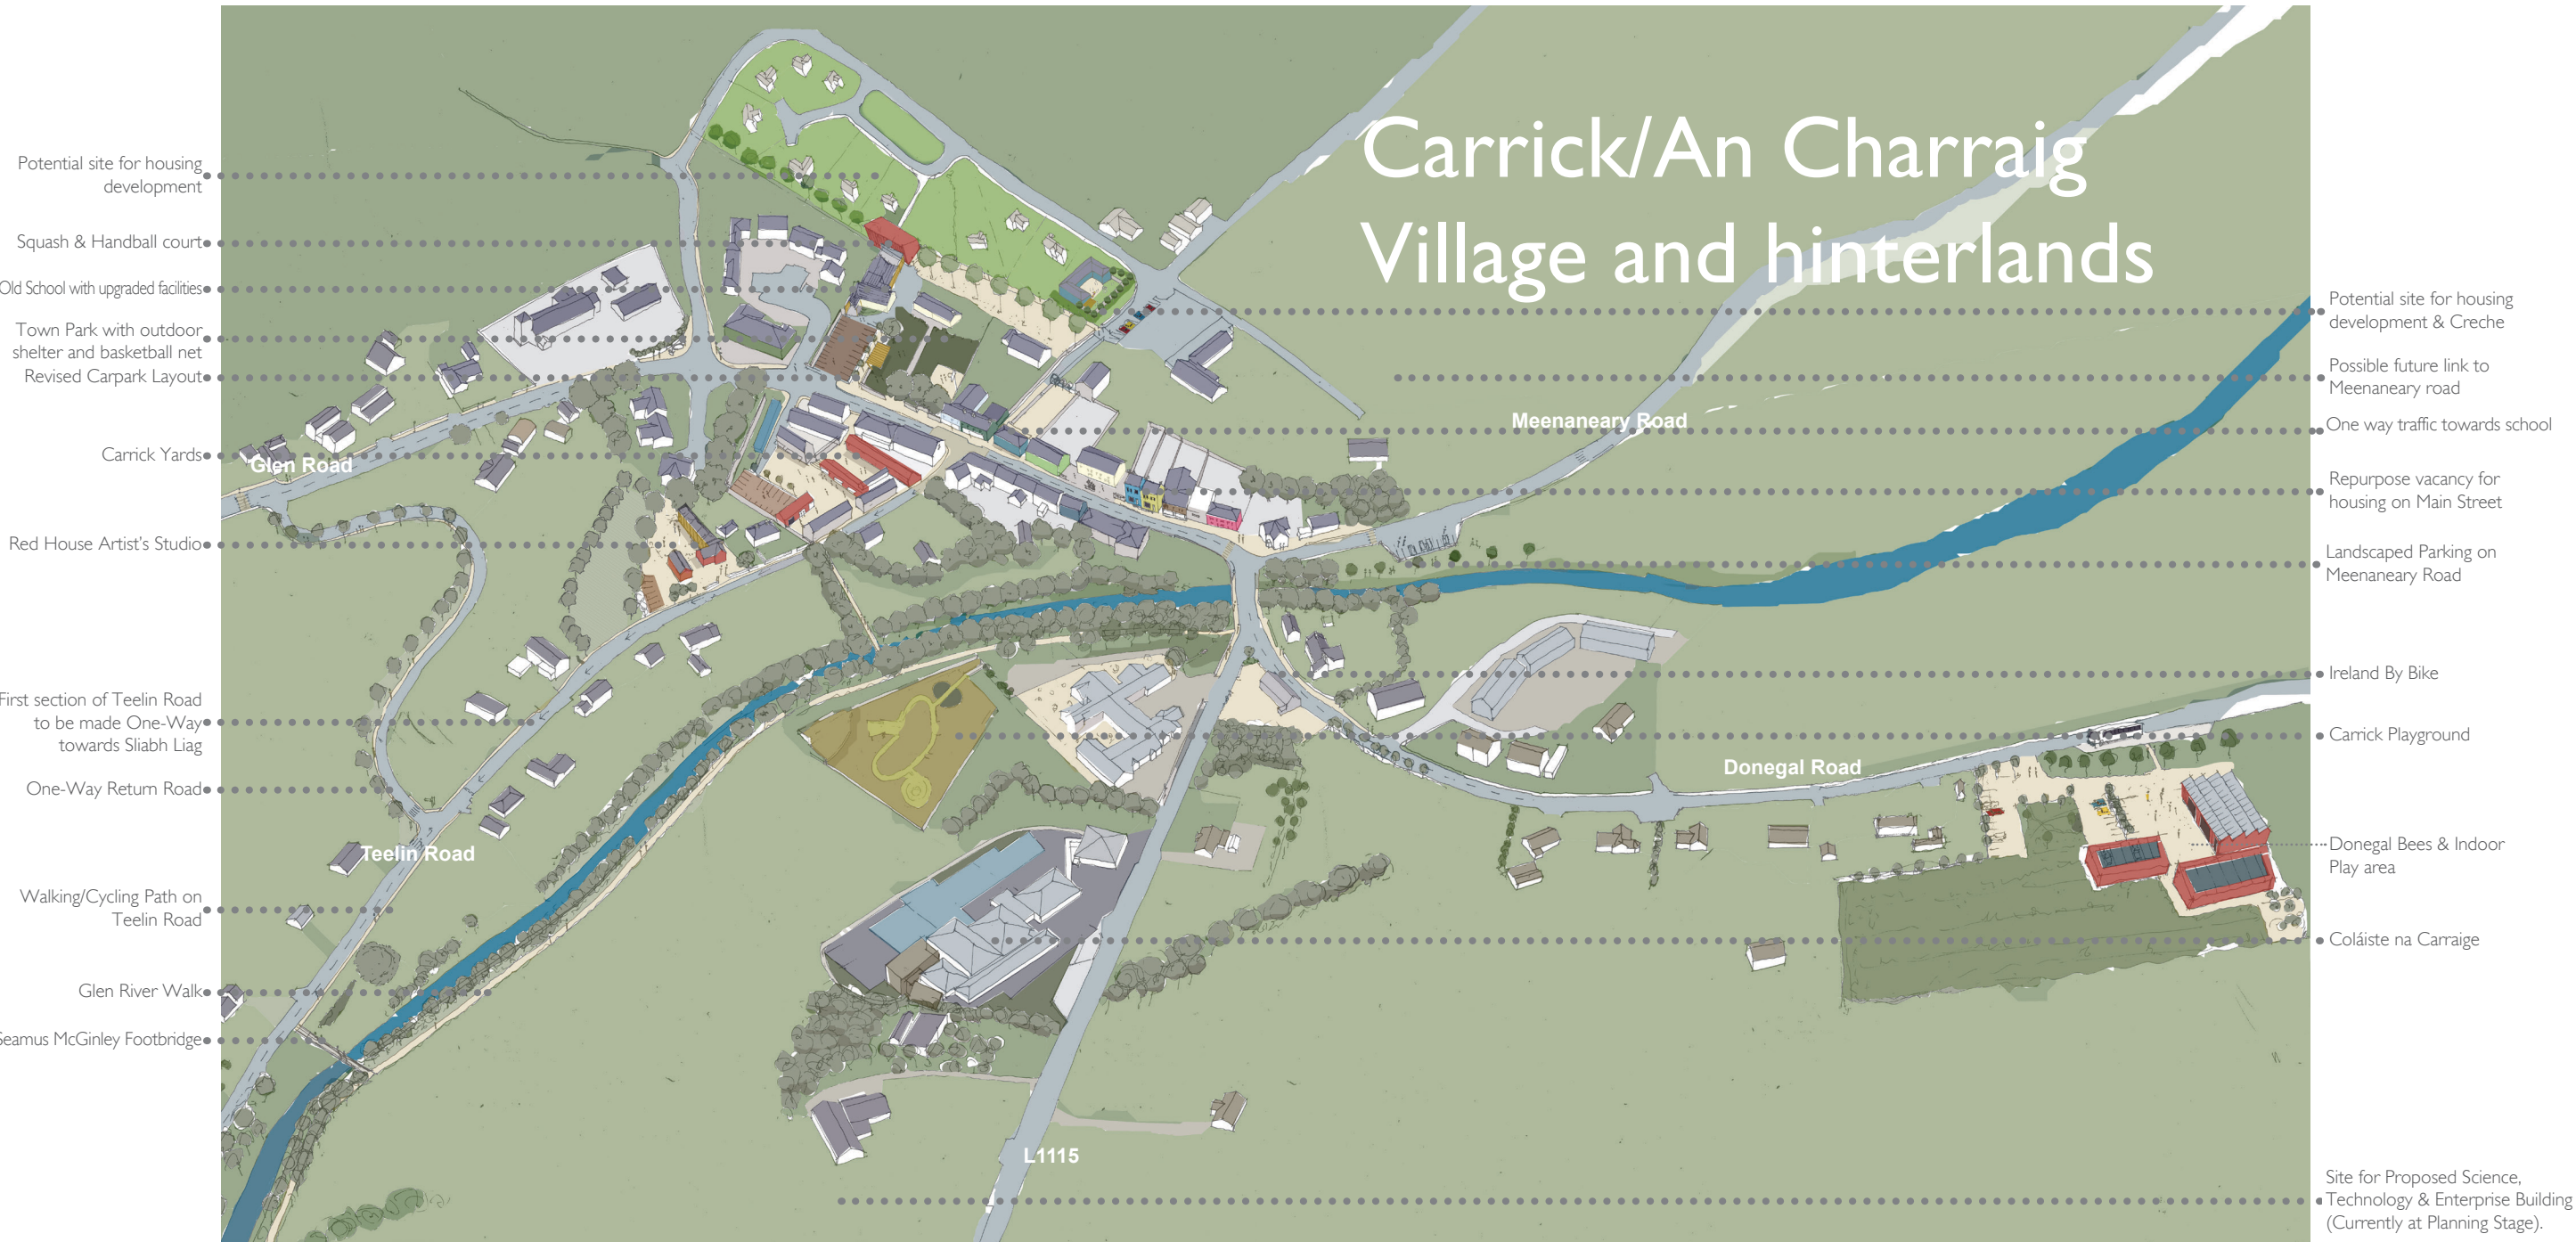 Carrick/An Charraig
Village and hinterlands
Potential site for housing
development
Squash & Handball court
Old School with upgraded facilities
Town Park with outdoor
shelter and basketball net
Revised Carpark Layout
Carrick Yards
Red House Artist's Studio
First section of Teelin Road
to be made One-Way
towards Sliabh Liag
One-Way Return Road
Walking/Cycling Path on
Teelin Road
Glen River Walk
Seamus McGinley Footbridge
Glen Road
Teelin Road
Meenaneary Road
Donegal Road
L1115
Potential site for housing
development & Creche
Possible future link to
Meenaneary road
One way traffic towards school
Repurpose vacancy for
housing on Main Street
Landscaped Parking on
Meenaneary Road
Ireland By Bike
Carrick Playground
Donegal Bees & Indoor
Play area
Coláiste na Carraige
Site for Proposed Science,
Technology & Enterprise Building
(Currently at Planning Stage).